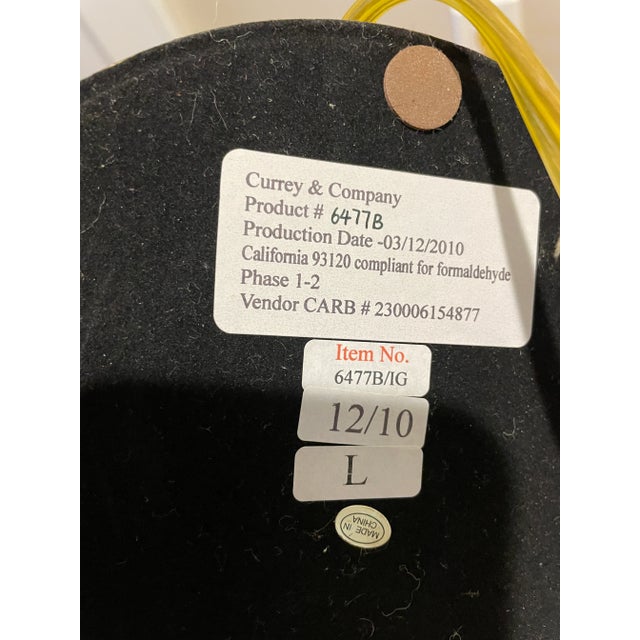 Currey & Company
Product # 6477B
Production Date -03/12/2010
California 93120 compliant for formaldehyde
Phase 1-2
Vendor CARB # 230006154877
Item No.
6477B/IG
12/10
L
MADE IN
CHINA